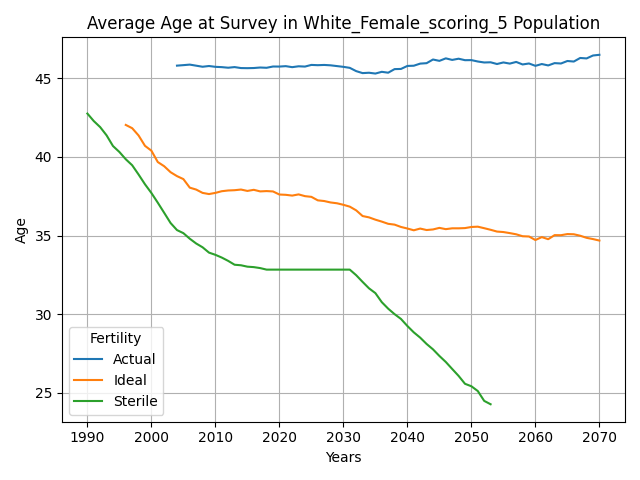 Average Age at Survey in White_Female_scoring_5 Population
Age
45
40
35
30
25
Fertility
Actual
Ideal
Sterile
1990 2000 2010 2020 2030 2040 2050 2060 2070
Years